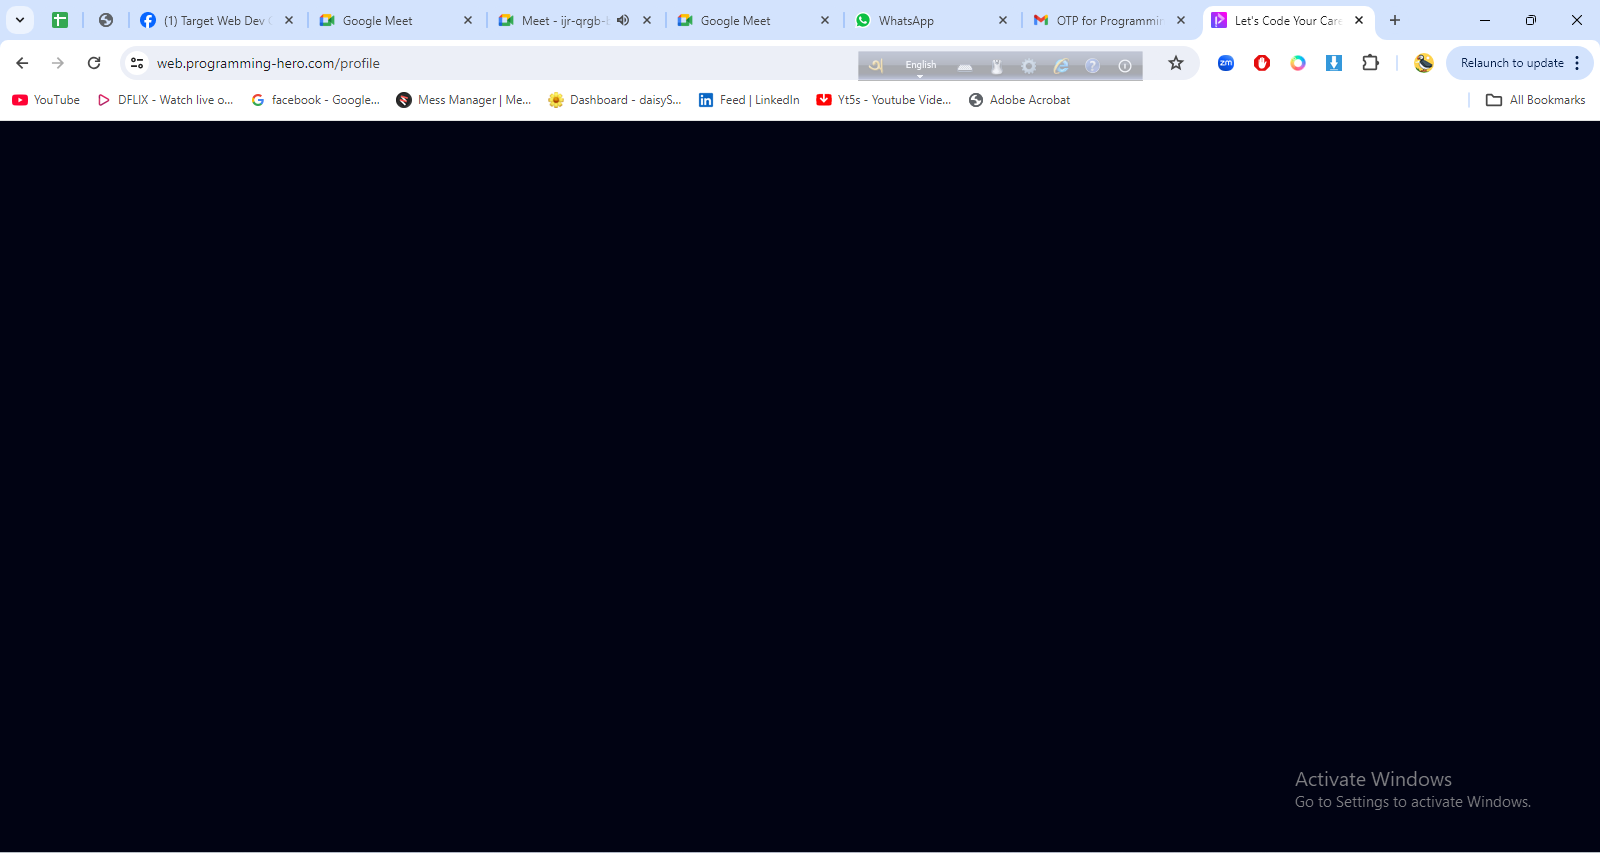 (1) Target Web Dev
Google Meet
Meet - ijr-qrgb-
Google Meet
WhatsApp
OTP for Programmin
Let's Code Your Care
web.programming-hero.com/profile
অ
English
zm
Relaunch to update
YouTube
DFLIX - Watch live o...
facebook - Google...
Mess Manager | Me...
Dashboard - daisyS...
Feed | LinkedIn
Yt5s - Youtube Vide...
Adobe Acrobat
All Bookmarks
Activate Windows
Go to Settings to activate Windows.